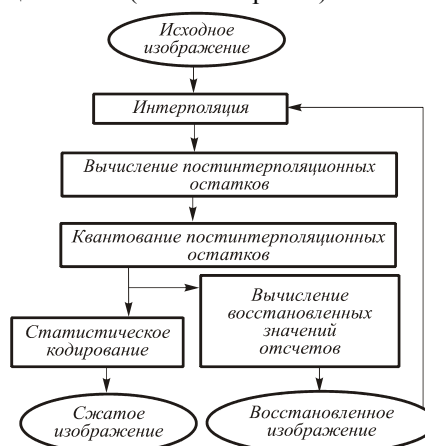 Исходное
изображение
Интерполяция
Вычисление постинтерполяционных
остатков
Квантование постинтерполяционных
остатков
Вычисление
восстановленных
значений
отсчетов
Статистическое
кодирование
Сжатое
изображение
Восстановленное
изображение